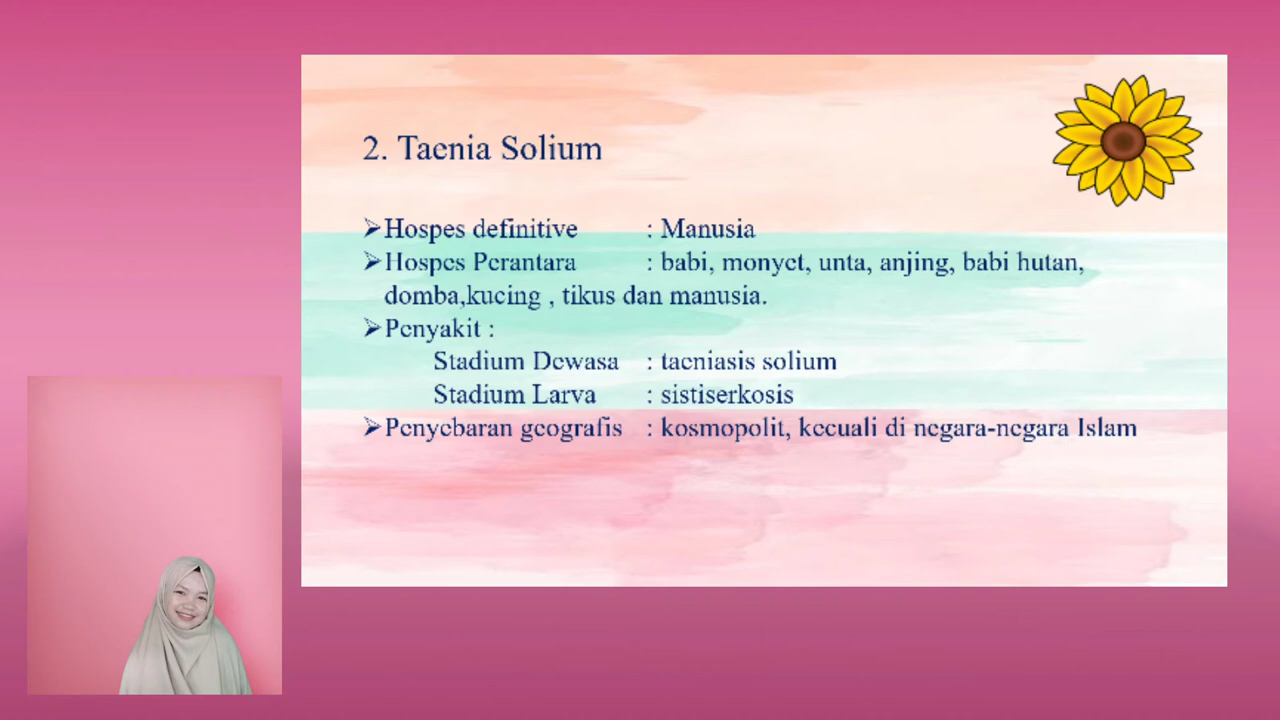 2. Taenia Solium
➢Hospes definitive : Manusia
➢Hospes Perantara : babi, monyet, unta, anjing, babi hutan,
domba,kucing , tikus dan manusia.
➢Penyakit :
Stadium Dewasa : taeniasis solium
Stadium Larva : sistiserkosis
➢Penyebaran geografis : kosmopolit, kecuali di negara-negara Islam